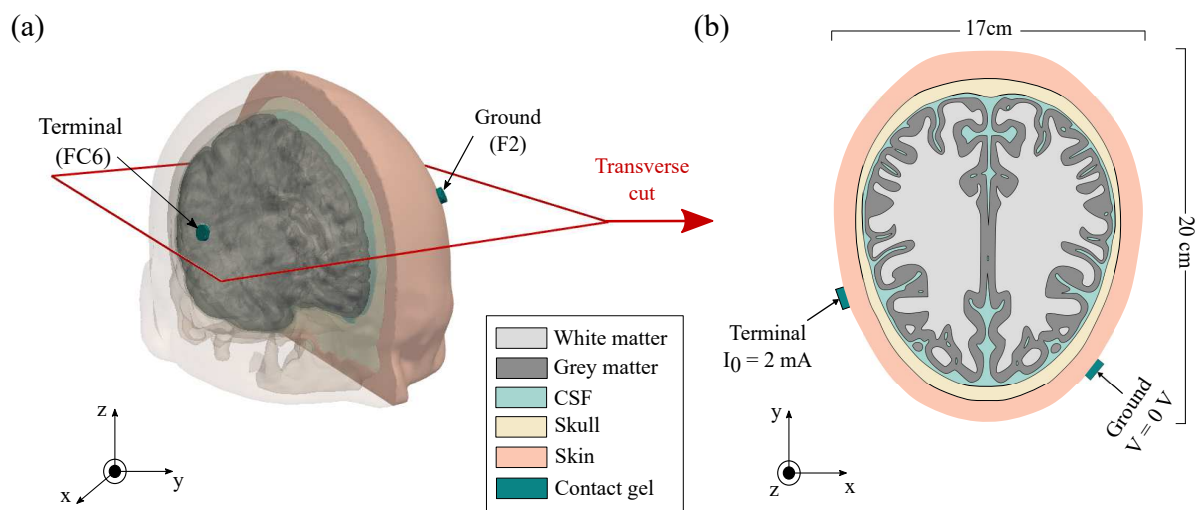 (a)
Terminal
(FC6)
Ground
(F2)
Transverse
cut
White matter
Grey matter
CSF
Skull
Skin
Contact gel
z
y
x
(b)
17cm
20 cm
Terminal
I0 = 2 mA
Ground
V = 0 V
y
z
x